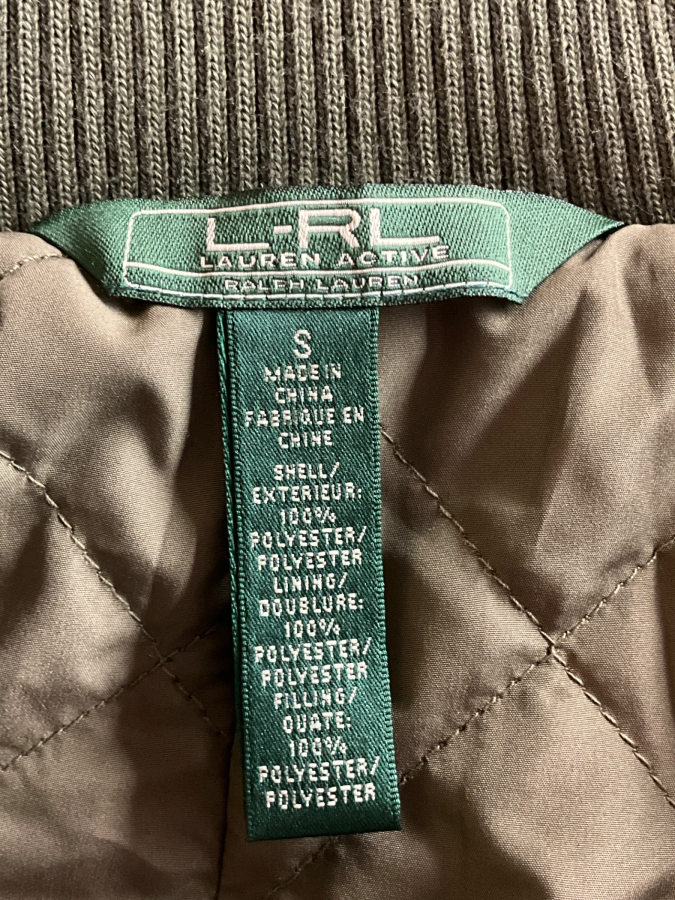 L-RL
LAUREN ACTIVE
RALPH LAUREN
S
MADE IN
CHINA
FABRIQUE EN
CHINE
SHELL/
EXTERIEUR:
100%
POLYESTER/
POLYESTER
LINING/
DOUBLURE:
100%
POLYESTER/
POLYESTER
FILLING/
OUATE:
100%
POLYESTER/
POLYESTER